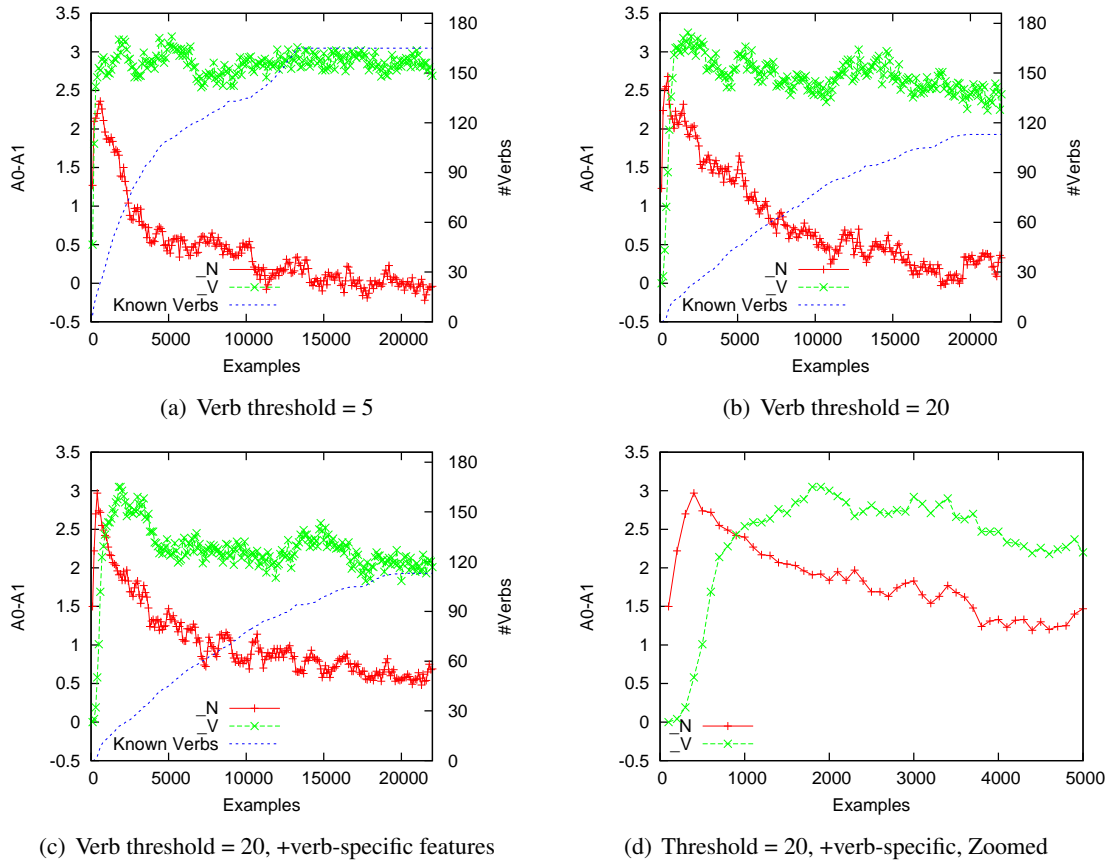 3.5
3
2.5
2
1.5
1
0.5
0
-0.5
A0-A1
180
150
120
90
60
30
0
#Verbs
_N
_V
Known Verbs
0 5000 10000 15000 20000
Examples
(a) Verb threshold = 5
3.5
3
2.5
2
1.5
1
0.5
0
-0.5
A0-A1
180
150
120
90
60
30
0
#Verbs
_N
_V
Known Verbs
0 5000 10000 15000 20000
Examples
(b) Verb threshold = 20
3.5
3
2.5
2
1.5
1
0.5
0
-0.5
A0-A1
180
150
120
90
60
30
0
#Verbs
_N
_V
Known Verbs
0 5000 10000 15000 20000
Examples
(c) Verb threshold = 20, +verb-specific features
3.5
3
2.5
2
1.5
1
0.5
0
-0.5
A0-A1
_N
_V
0 1000 2000 3000 4000 5000
Examples
(d) Threshold = 20, +verb-specific, Zoomed